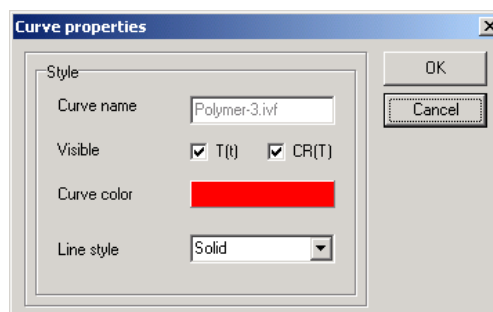 Curve properties
Style
OK
Curve name
Polymer-3.ivf
Cancel
Visible
T(t)
CR(T)
Curve color
Line style
Solid